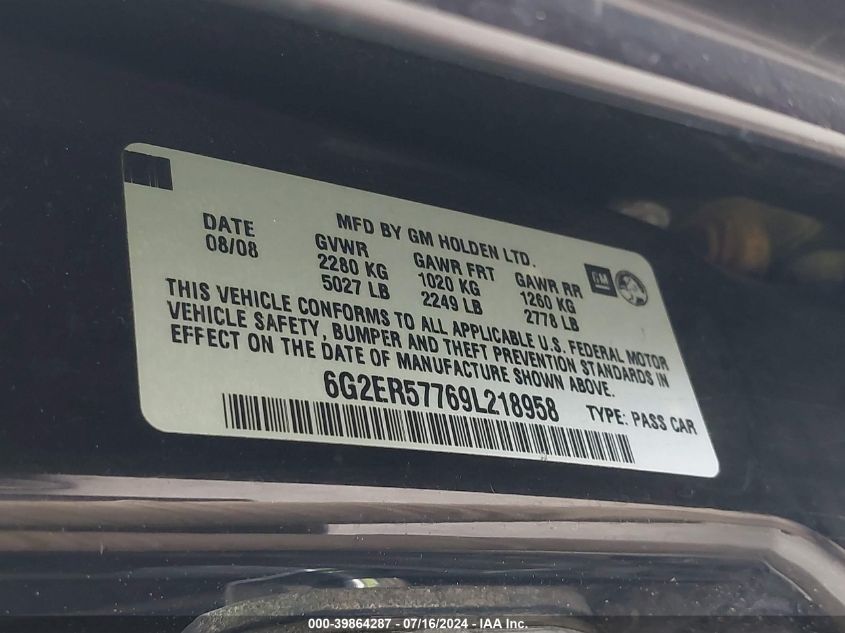 MFD BY GM HOLDEN LTD.
DATE
08/08
GVWR
2280 KG
5027 LB
GAWR FRT
1020 KG
2249 LB
GAWR RR
1260 KG
2778 LB
GM
THIS VEHICLE CONFORMS TO ALL APPLICABLE U.S. FEDERAL MOTOR
VEHICLE SAFETY, BUMPER AND THEFT PREVENTION STANDARDS IN
EFFECT ON THE DATE OF MANUFACTURE SHOWN ABOVE.
6G2ER57769L218958
TYPE: PASS CAR
000-39864287 - 07/16/2024 - IAA Inc.